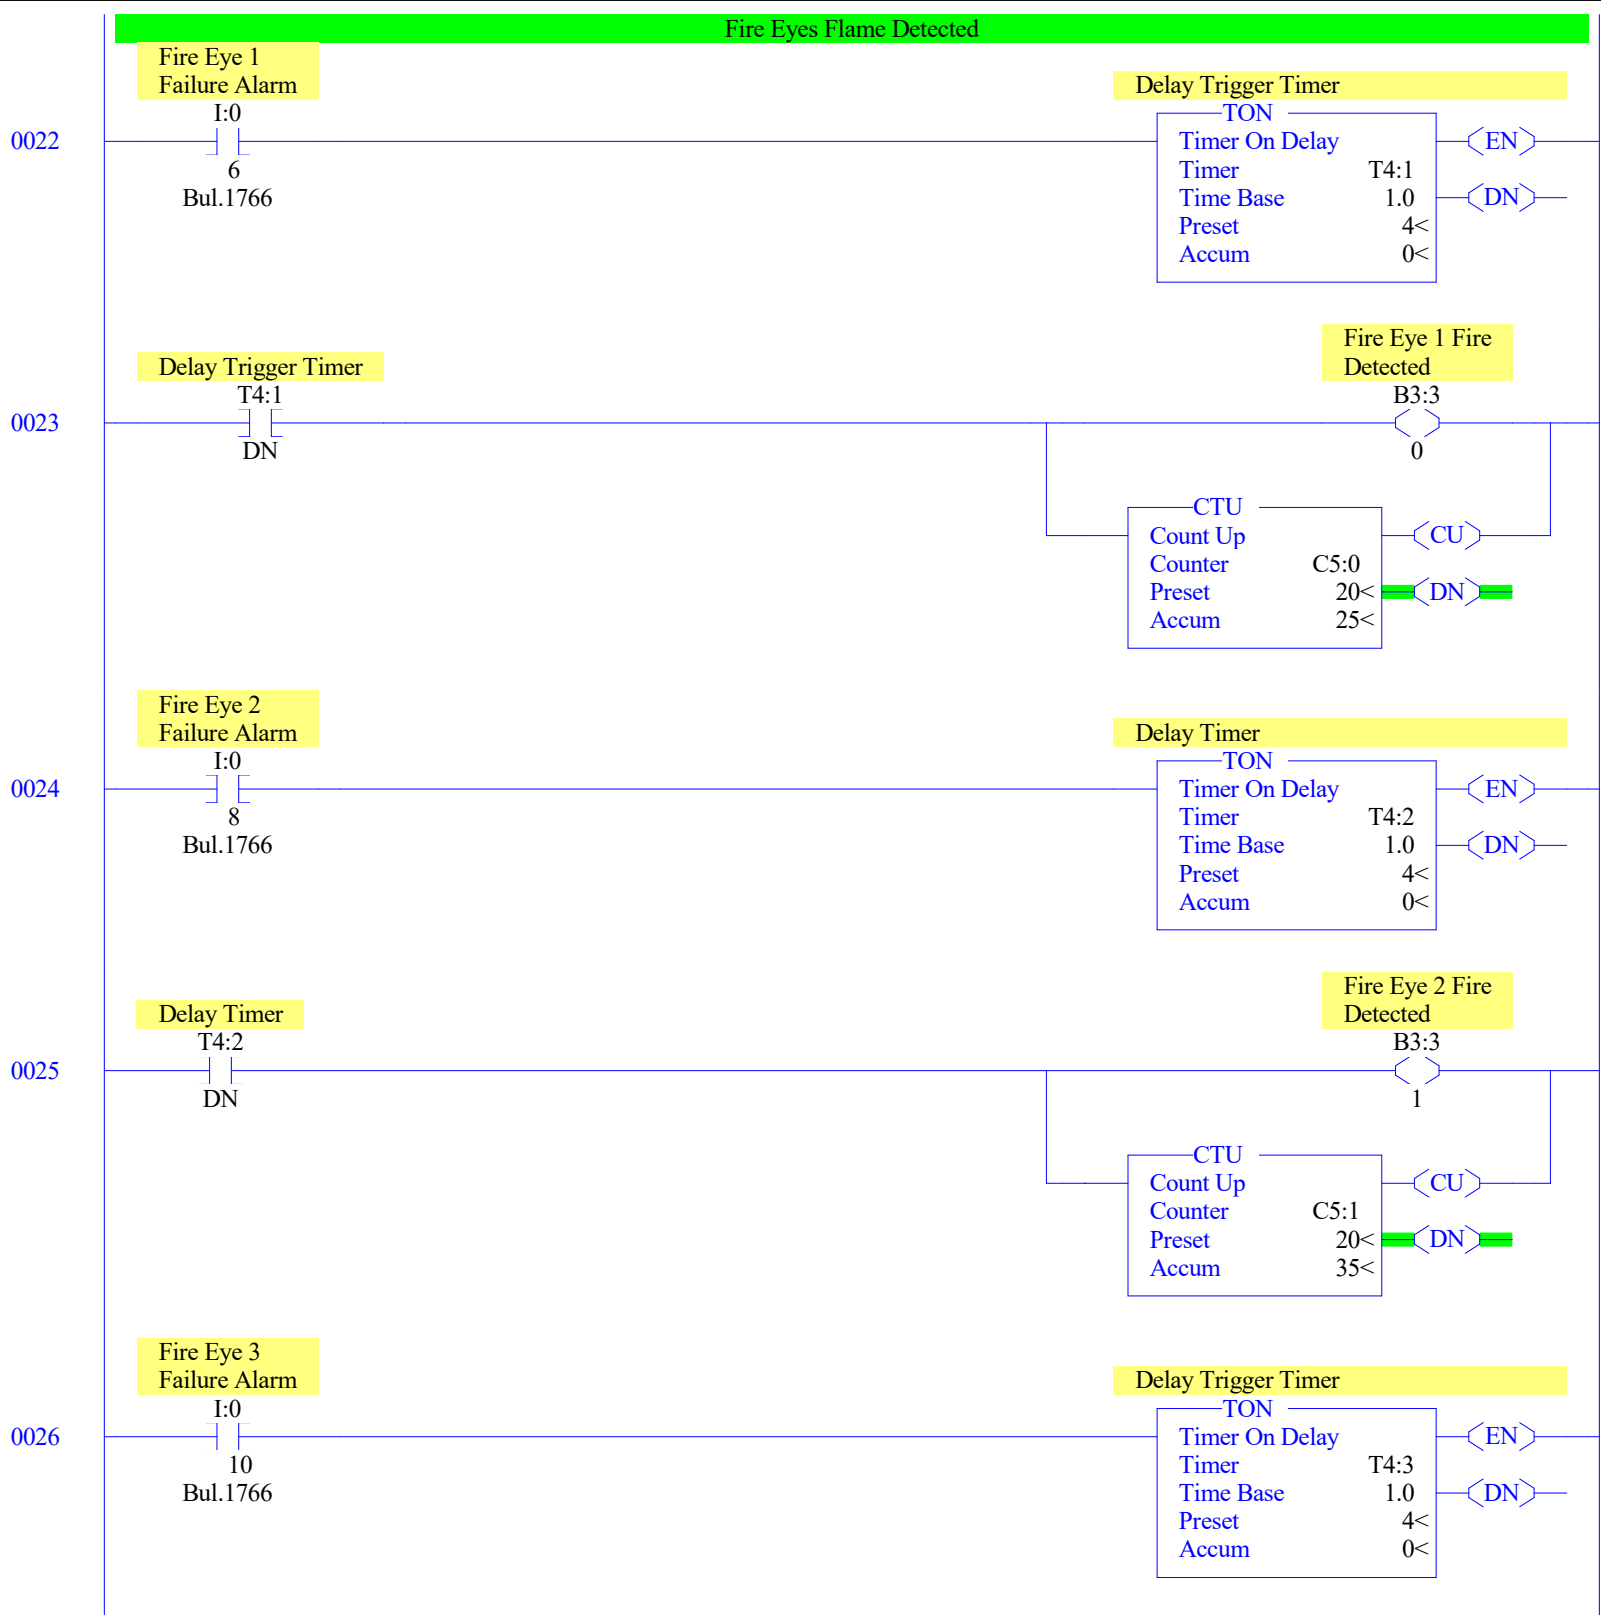 Fire Eyes Flame Detected
Fire Eye 1
Failure Alarm
I:0
6
Bul.1766
0022
Delay Trigger Timer
TON
Timer On Delay
Timer T4:1
Time Base 1.0
Preset 4<
Accum 0<
EN
DN
0023
Delay Trigger Timer
T4:1
DN
Fire Eye 1 Fire
Detected
B3:3
0
CTU
Count Up
Counter C5:0
Preset 20<
Accum 25<
CU
DN
Fire Eye 2
Failure Alarm
I:0
8
Bul.1766
0024
Delay Timer
TON
Timer On Delay
Timer T4:2
Time Base 1.0
Preset 4<
Accum 0<
EN
DN
0025
Delay Timer
T4:2
DN
Fire Eye 2 Fire
Detected
B3:3
1
CTU
Count Up
Counter C5:1
Preset 20<
Accum 35<
CU
DN
Fire Eye 3
Failure Alarm
I:0
10
Bul.1766
0026
Delay Trigger Timer
TON
Timer On Delay
Timer T4:3
Time Base 1.0
Preset 4<
Accum 0<
EN
DN